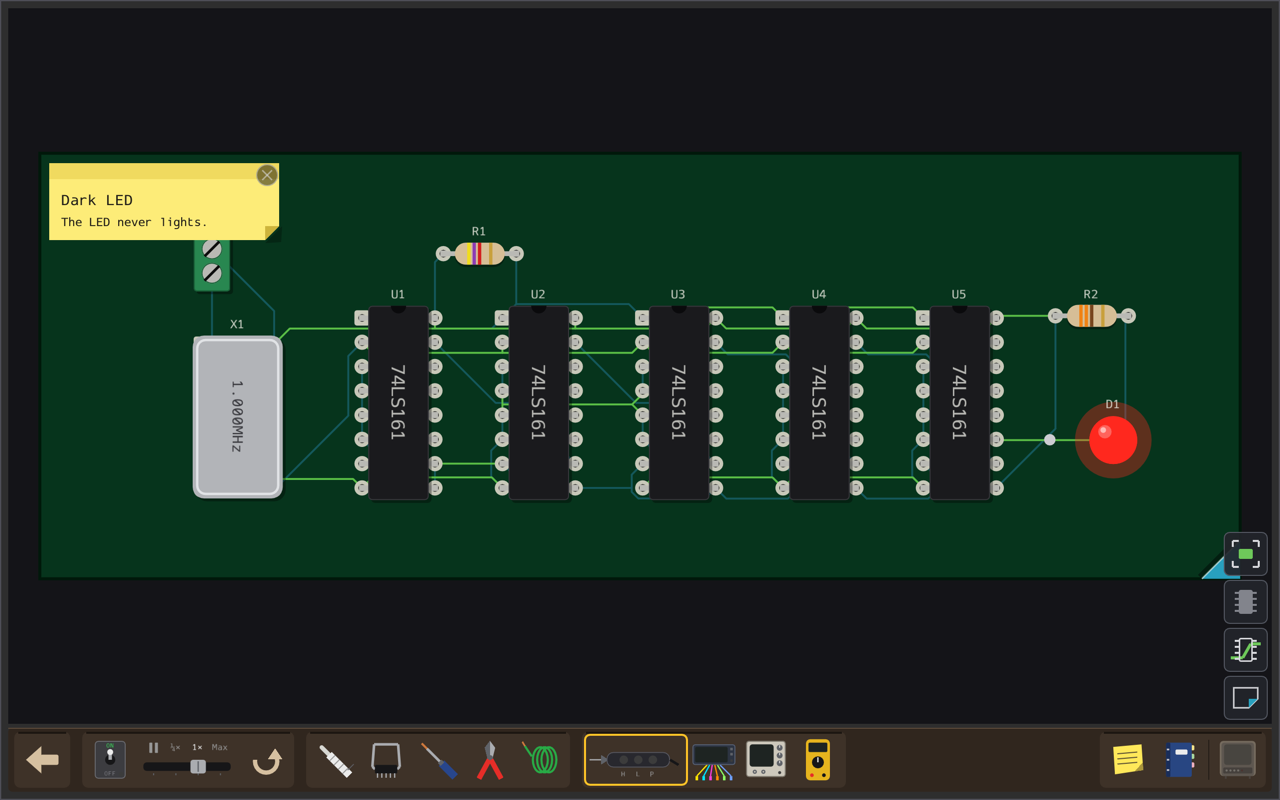 Dark LED
The LED never lights.
R1
U1
U2
U3
U4
U5
R2
X1
1.000MHz
74LS161
74LS161
74LS161
74LS161
74LS161
D1
ON
OFF
¼×
1×
Max
H L P